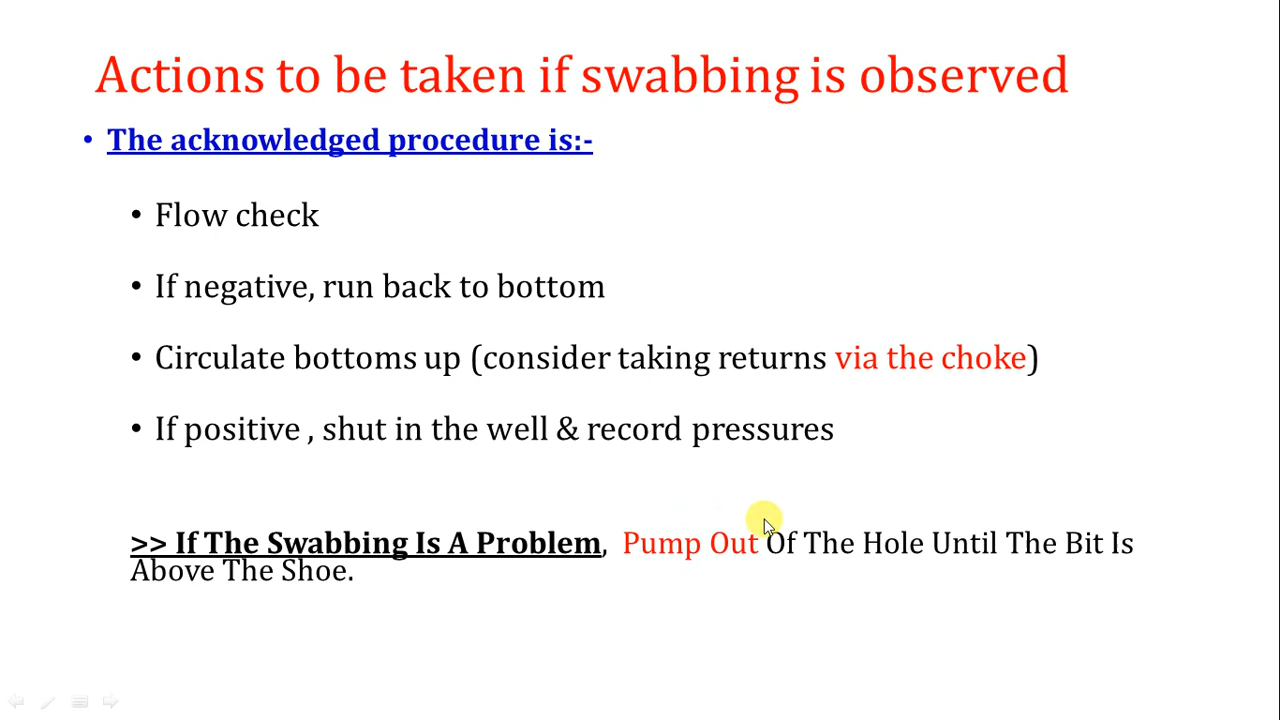 Actions to be taken if swabbing is observed
• The acknowledged procedure is:-
• Flow check
• If negative, run back to bottom
• Circulate bottoms up (consider taking returns via the choke)
• If positive , shut in the well & record pressures
>> If The Swabbing Is A Problem, Pump Out Of The Hole Until The Bit Is
Above The Shoe.